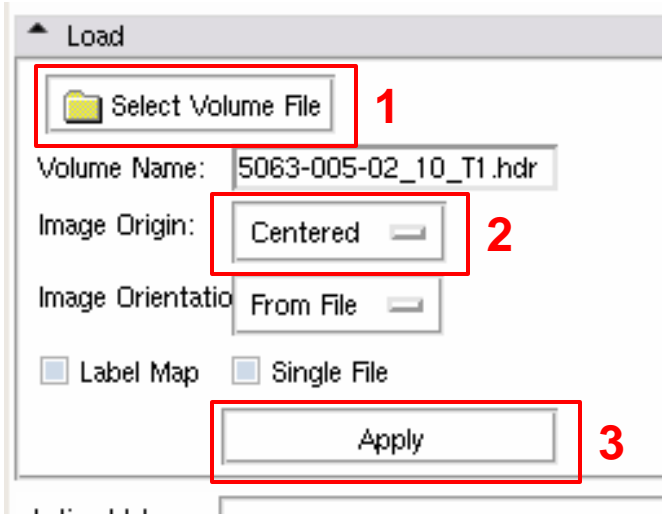 Load
Select Volume File 1
Volume Name: 5063-005-02_10_T1.hdr
Image Origin: Centered 2
Image Orientatio From File
Label Map Single File
Apply 3